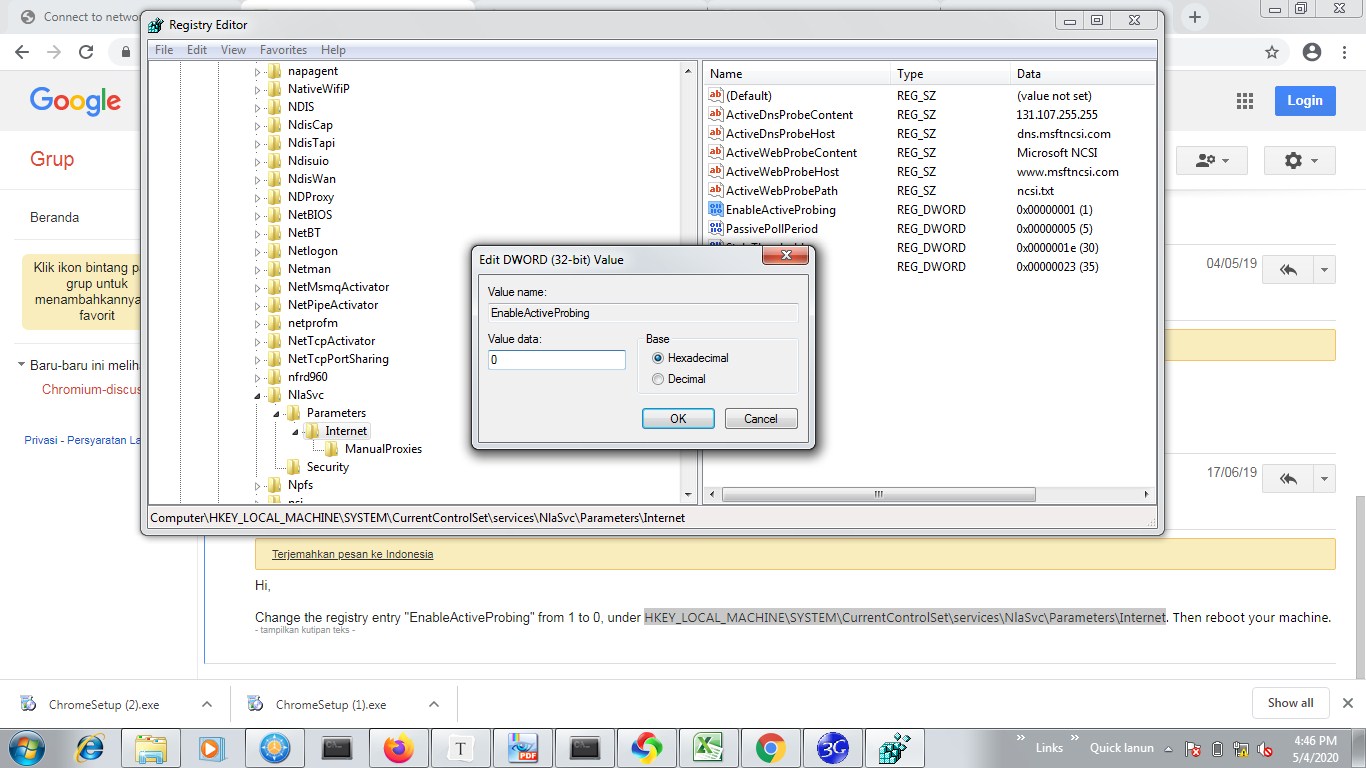 Connect to networ
Registry Editor
File Edit View Favorites Help
napagent
NativeWifiP
NDIS
NdisCap
NdisTapi
Ndisuio
NdisWan
NDProxy
NetBIOS
NetBT
Netlogon
Netman
NetMsmqActivator
NetPipeActivator
netprofm
NetTcpActivator
NetTcpPortSharing
nfrd960
NlaSvc
Parameters
Internet
ManualProxies
Security
Npfs
Name Type Data
(Default) REG_SZ (value not set)
ActiveDnsProbeContent REG_SZ 131.107.255.255
ActiveDnsProbeHost REG_SZ dns.msftncsi.com
ActiveWebProbeContent REG_SZ Microsoft NCSI
ActiveWebProbeHost REG_SZ www.msftncsi.com
ActiveWebProbePath REG_SZ ncsi.txt
EnableActiveProbing REG_DWORD 0x00000001 (1)
PassivePollPeriod REG_DWORD 0x00000005 (5)
REG_DWORD 0x0000001e (30)
REG_DWORD 0x00000023 (35)
Computer\HKEY_LOCAL_MACHINE\SYSTEM\CurrentControlSet\services\NlaSvc\Parameters\Internet
Edit DWORD (32-bit) Value
Value name:
EnableActiveProbing
Value data:
0
Base
Hexadecimal
Decimal
OK Cancel
Google
Login
Grup
Beranda
Klik ikon bintang pa
grup untuk
menambahkannya
favorit
Baru-baru ini meliha
Chromium-discus
Privasi - Persyaratan La
04/05/19
17/06/19
Terjemahkan pesan ke Indonesia
Hi,
Change the registry entry "EnableActiveProbing" from 1 to 0, under HKEY_LOCAL_MACHINE\SYSTEM\CurrentControlSet\services\NlaSvc\Parameters\Internet. Then reboot your machine.
- tampilkan kutipan teks -
ChromeSetup (2).exe
ChromeSetup (1).exe
Show all
T
PDF
3G
Links
Quick lanun
4:46 PM
5/4/2020